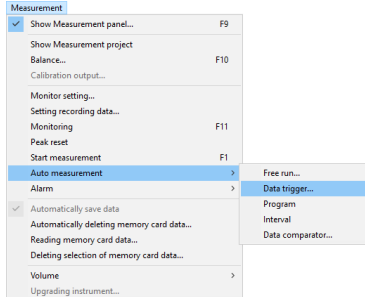 Measurement
Show Measurement panel... F9
Show Measurement project
Balance... F10
Calibration output...
Monitor setting...
Setting recording data...
Monitoring F11
Peak reset
Start measurement F1
Auto measurement >
Free run...
Data trigger...
Program
Interval
Data comparator...
Alarm >
Automatically save data
Automatically deleting memory card data...
Reading memory card data...
Deleting selection of memory card data...
Volume >
Upgrading instrument...